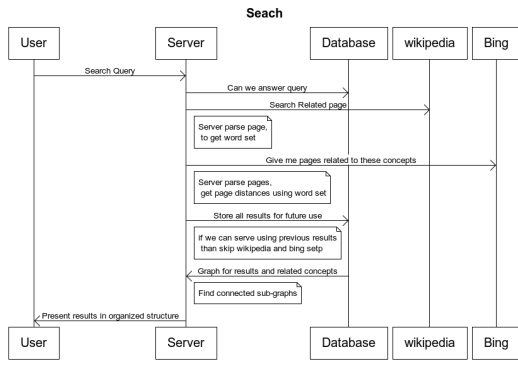 Seach
User Server Database wikipedia Bing
Search Query
Can we answer query
Search Related page
Server parse page,
to get word set
Give me pages related to these concepts
Server parse pages,
get page distances using word set
Store all results for future use
if we can serve using previous results
than skip wikipedia and bing setp
Graph for results and related concepts
Find connected sub-graphs
Present results in organized structure
User Server Database wikipedia Bing